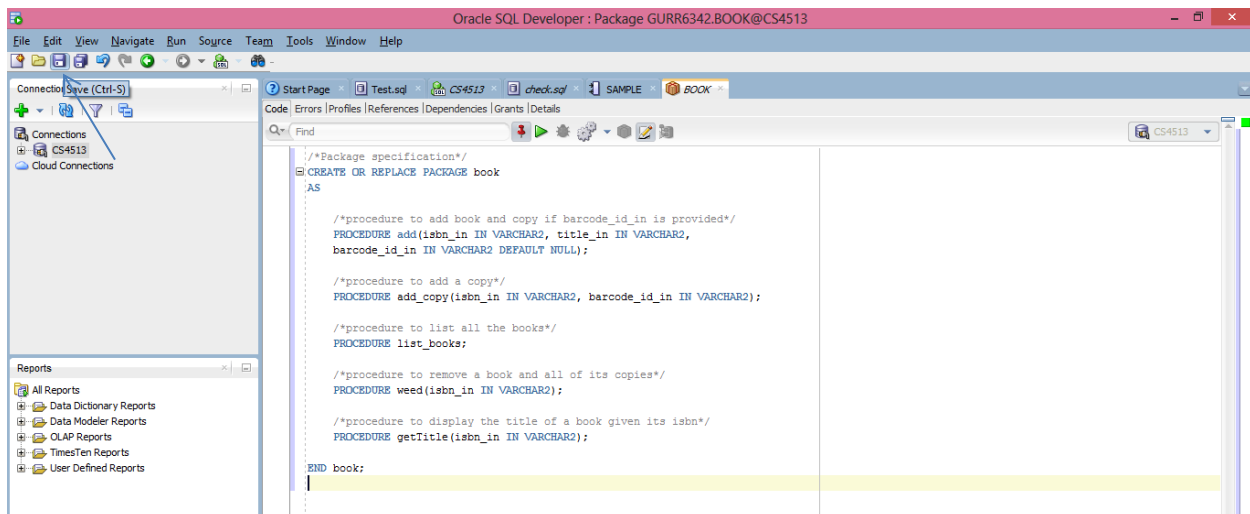 Oracle SQL Developer : Package GURR6342.BOOK@CS4513
File Edit View Navigate Run Source Team Tools Window Help
Connection
Save (Ctrl-S)
Start Page Test.sql CS4513 check.sql SAMPLE BOOK
Code Errors |Profiles |References |Dependencies |Grants |Details
Find
CS4513
Connections
CS4513
Cloud Connections
/*Package specification*/
CREATE OR REPLACE PACKAGE book
AS
/*procedure to add book and copy if barcode_id_in is provided*/
PROCEDURE add(isbn_in IN VARCHAR2, title_in IN VARCHAR2,
barcode_id_in IN VARCHAR2 DEFAULT NULL);
/*procedure to add a copy*/
PROCEDURE add_copy(isbn_in IN VARCHAR2, barcode_id_in IN VARCHAR2);
/*procedure to list all the books*/
PROCEDURE list_books;
/*procedure to remove a book and all of its copies*/
PROCEDURE weed(isbn_in IN VARCHAR2);
/*procedure to display the title of a book given its isbn*/
PROCEDURE getTitle(isbn_in IN VARCHAR2);
END book;
Reports
All Reports
Data Dictionary Reports
Data Modeler Reports
OLAP Reports
TimesTen Reports
User Defined Reports